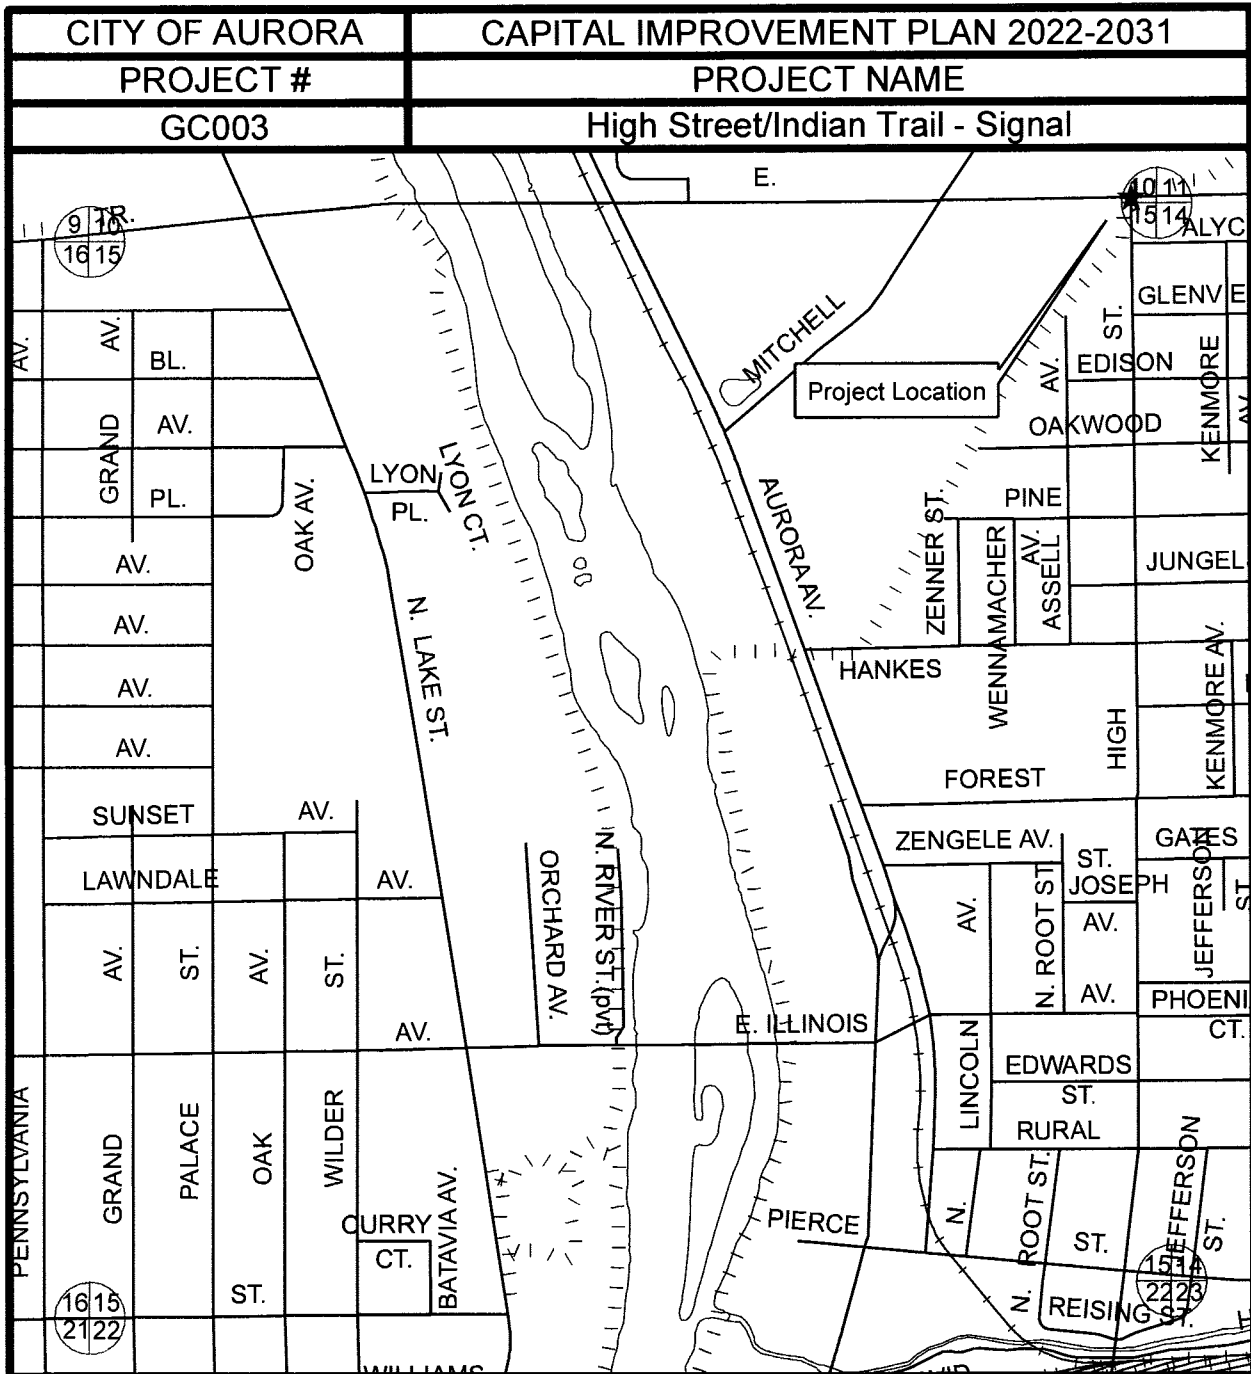 CITY OF AURORA
CAPITAL IMPROVEMENT PLAN 2022-2031
PROJECT #
PROJECT NAME
GC003
High Street/Indian Trail - Signal
E.
10 11
15 14
9 10
16 15
TR.
ALYC
GLENV E
AV.
AV.
ST.
MITCHELL
BL.
EDISON
KENMORE
AV.
Project Location
AV.
AV.
OAKWOOD
GRAND
LYON
LYON CT.
PL.
PL.
OAK AV.
AURORA AV.
PINE
ZENNER ST.
WENNAMACHER
AV.
ASSELL
JUNGEL
AV.
AV.
N. LAKE ST.
HANKES
KENMORE AV.
AV.
AV.
HIGH
FOREST
SUNSET
AV.
ZENGELE AV.
GATES
LAWNDALE
AV.
ORCHARD AV.
N. RIVER ST. (pvt)
ST.
JOSEPH
JEFFERSON
ST.
AV.
N. ROOT ST.
AV.
AV.
ST.
AV.
ST.
AV.
PHOENI
AV.
E. ILLINOIS
CT.
LINCOLN
EDWARDS
ST.
RURAL
PENNSYLVANIA
GRAND
PALACE
OAK
WILDER
BATAVIA AV.
CURRY
CT.
PIERCE
N.
ROOT ST.
ST.
JEFFERSON
ST.
15 14
22 23
16 15
21 22
ST.
N.
REISING ST.
H
WILLIAMS